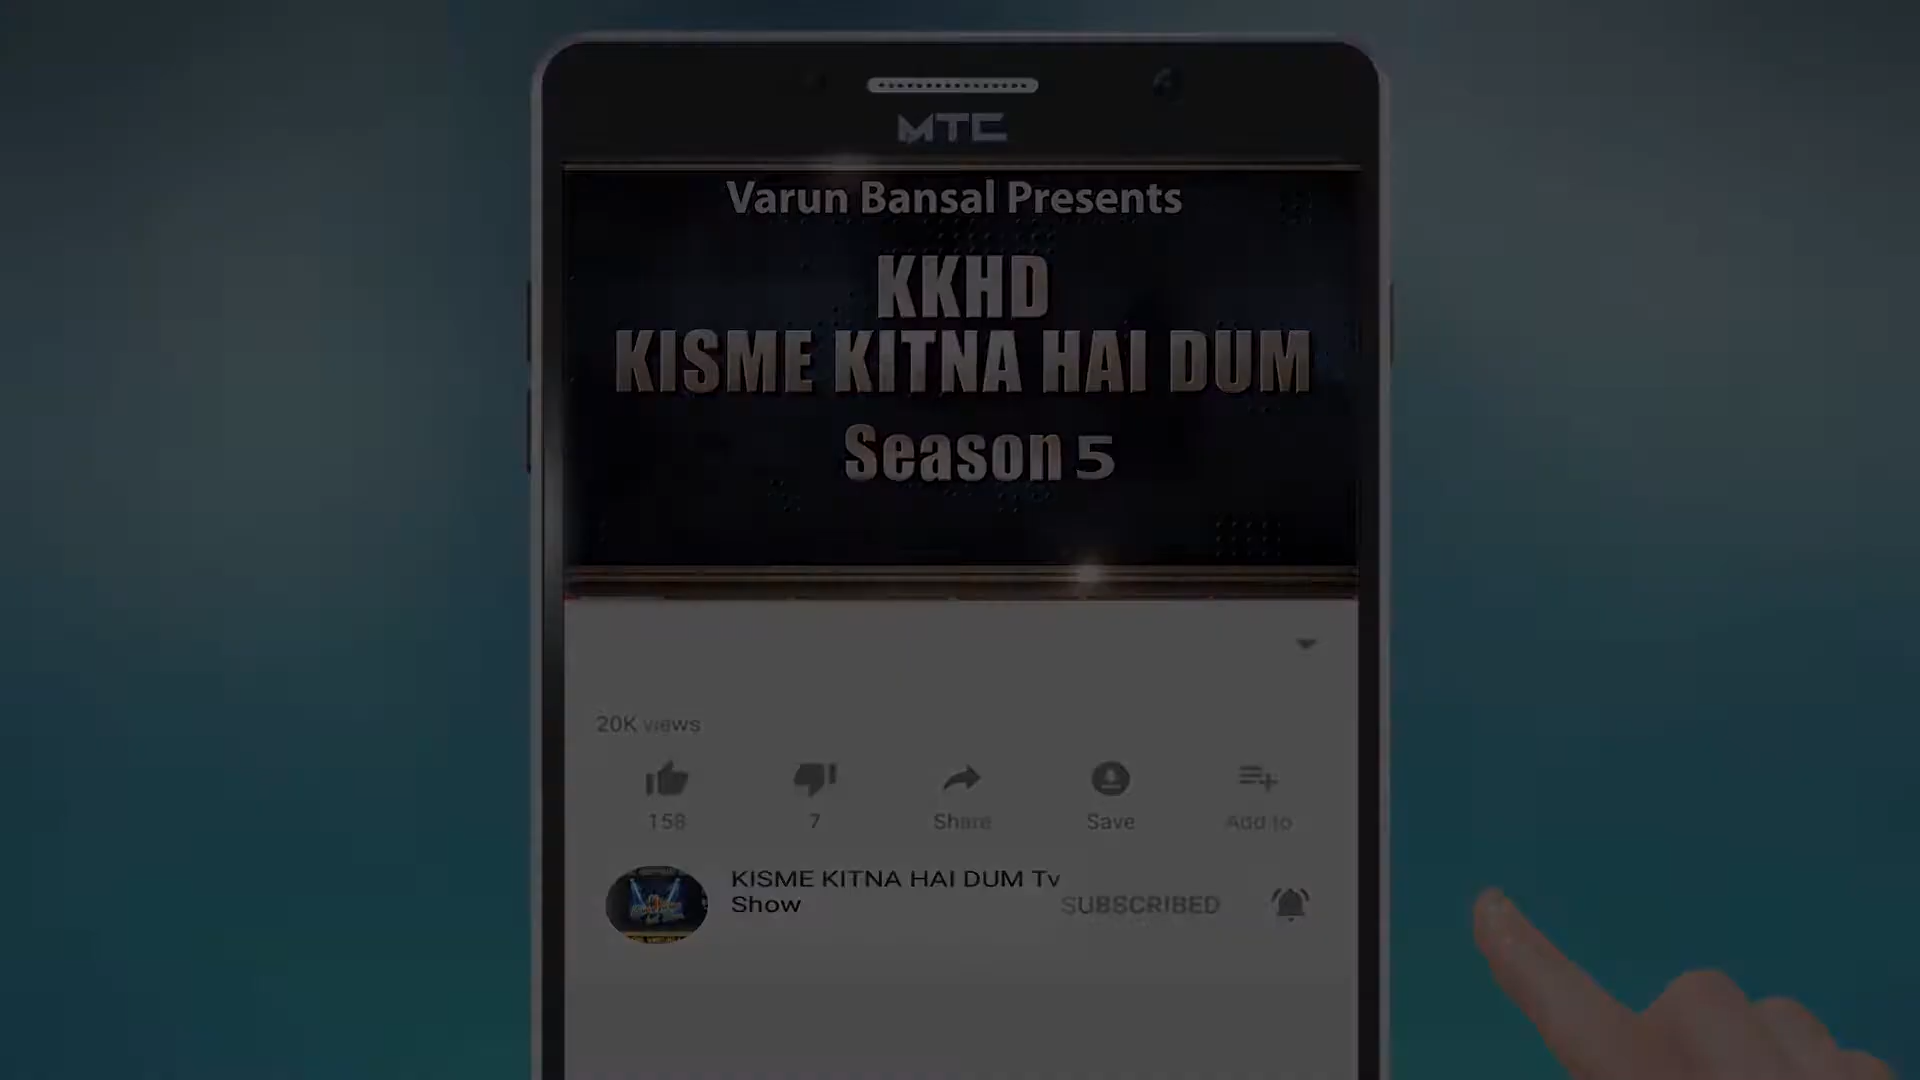 MTC
Varun Bansal Presents
KKHD
KISME KITNA HAI DUM
Season 5
20K views
158
7
Share
Save
Add to
KISME KITNA HAI DUM Tv
Show
SUBSCRIBED